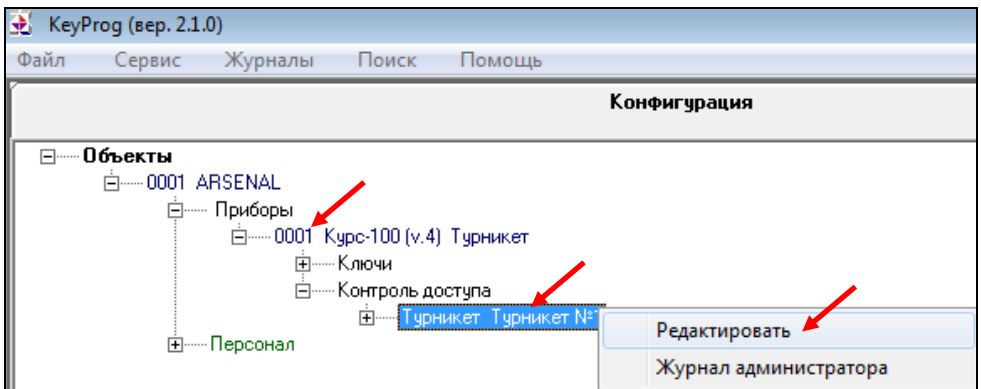 KeyProg (вер. 2.1.0)
Файл Сервис Журналы Поиск Помощь
Конфигурация
Объекты
0001 ARSENAL
Приборы
0001 Курс-100 (v.4) Турникет
Ключи
Контроль доступа
Турникет Турникет №
Редактировать
Персонал
Журнал администратора